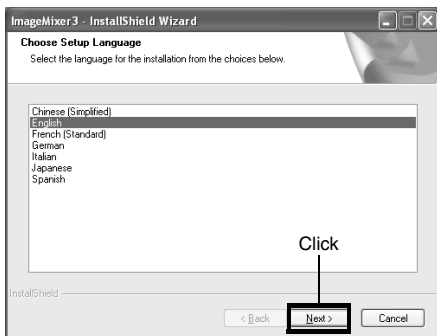 ImageMixer3 - InstallShield Wizard
Choose Setup Language
Select the language for the installation from the choices below.
Chinese (Simplified)
English
French (Standard)
German
Italian
Japanese
Spanish
Click
InstallShield
< Back Next > Cancel